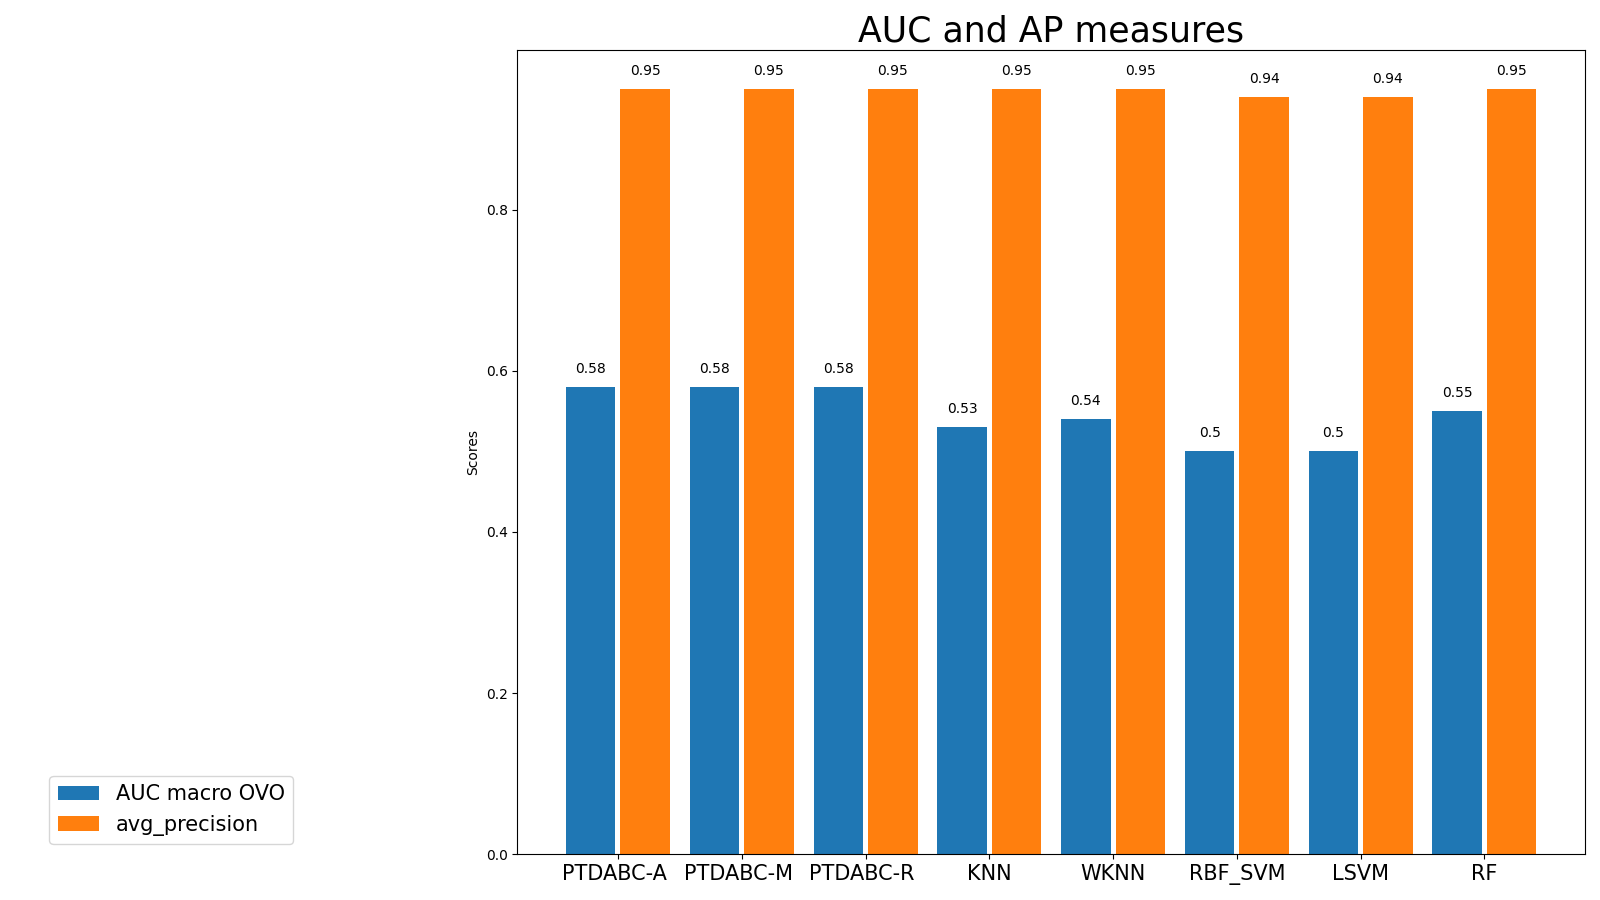 AUC and AP measures
0.95 0.95 0.95 0.95 0.95 0.94 0.94 0.95
0.58 0.58 0.58 0.53 0.54 0.5 0.5 0.55
0.8
0.6
0.4
0.2
0.0
Scores
PTDABC-A PTDABC-M PTDABC-R KNN WKNN RBF_SVM LSVM RF
AUC macro OVO
avg_precision